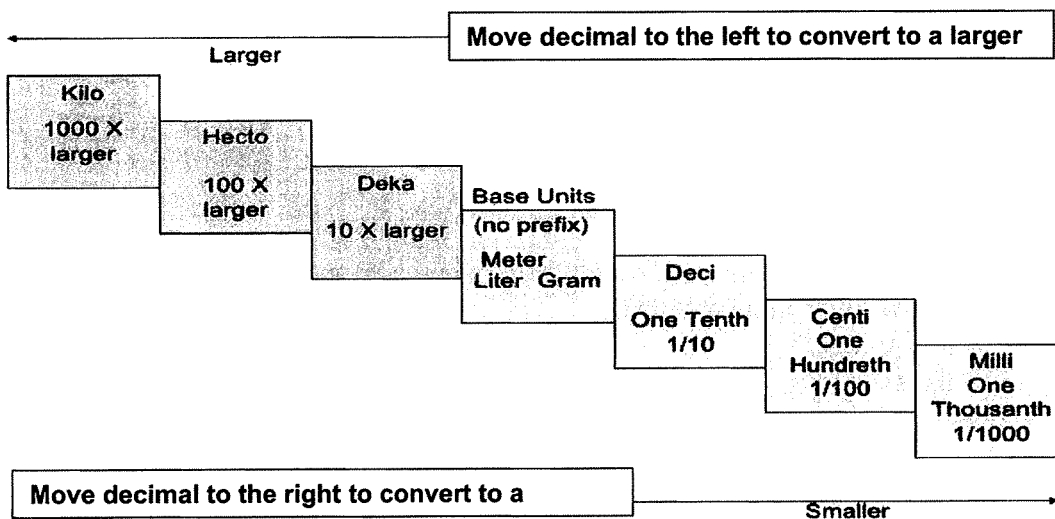 Move decimal to the left to convert to a larger
Larger
Kilo
1000 X
larger
Hecto
100 X
larger
Deka
10 X larger
Base Units
(no prefix)
Meter
Liter Gram
Deci
One Tenth
1/10
Centi
One
Hundreth
1/100
Milli
One
Thousanth
1/1000
Move decimal to the right to convert to a
Smaller